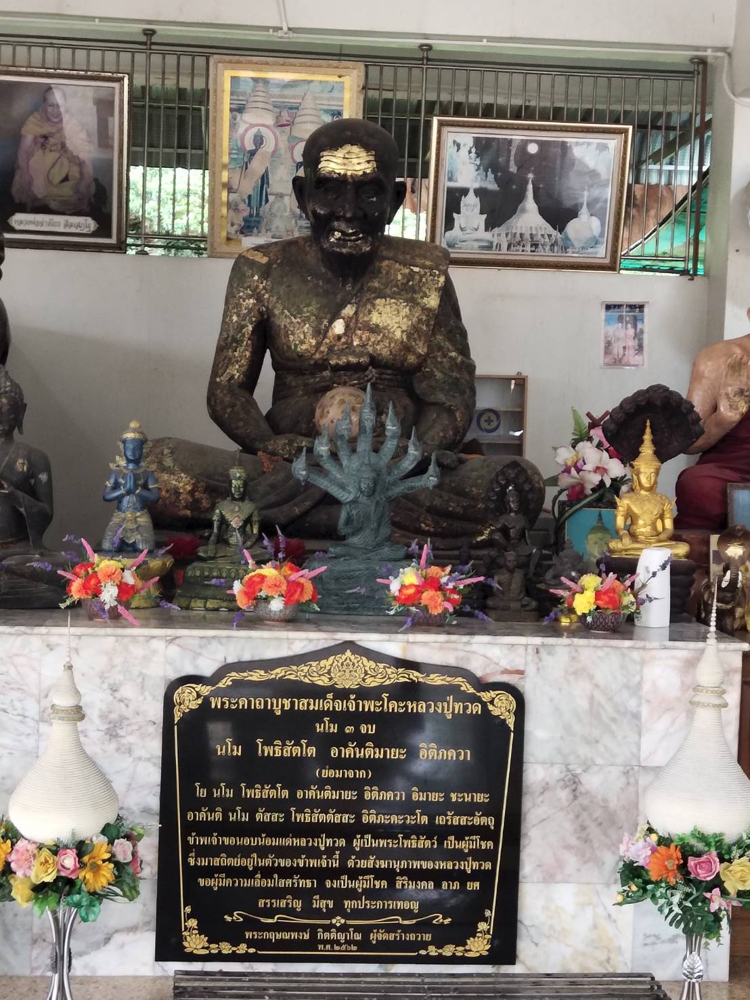 หลวงพ่ออุตตมะ
พระคาถาบูชาสมเด็จเจ้าพะโคะหลวงปู่ทวด
นโม ๓ จบ
นโม โพธิสัตโต อาคันติมายะ อิติภควา
(ย่อมาจาก)
โย นโม โพธิสัตโต อาคันติมายะ อิติภควา อิมายะ ชะนายะ
อาคันติ นโม ตัสสะ โพธิสัตตัสสะ อิติภะคะวะโต เถรัสสะอัตถุ
ข้าพเจ้าขอนอบน้อมแด่หลวงปู่ทวด ผู้เป็นพระโพธิสัตว์ เป็นผู้มีโชค
ซึ่งมาสถิตย์อยู่ในตัวของข้าพเจ้านี้ ด้วยสังฆานุภาพของหลวงปู่ทวด
ขอผู้มีความเลื่อมใสศรัทธา จงเป็นผู้มีโชค สิริมงคล ลาภ ยศ
สรรเสริญ มีสุข ทุกประการเทอญ
พระกฤษณพงษ์ กิตติญาโณ ผู้จัดสร้างถวาย
พ.ศ. ๒๕๖๒